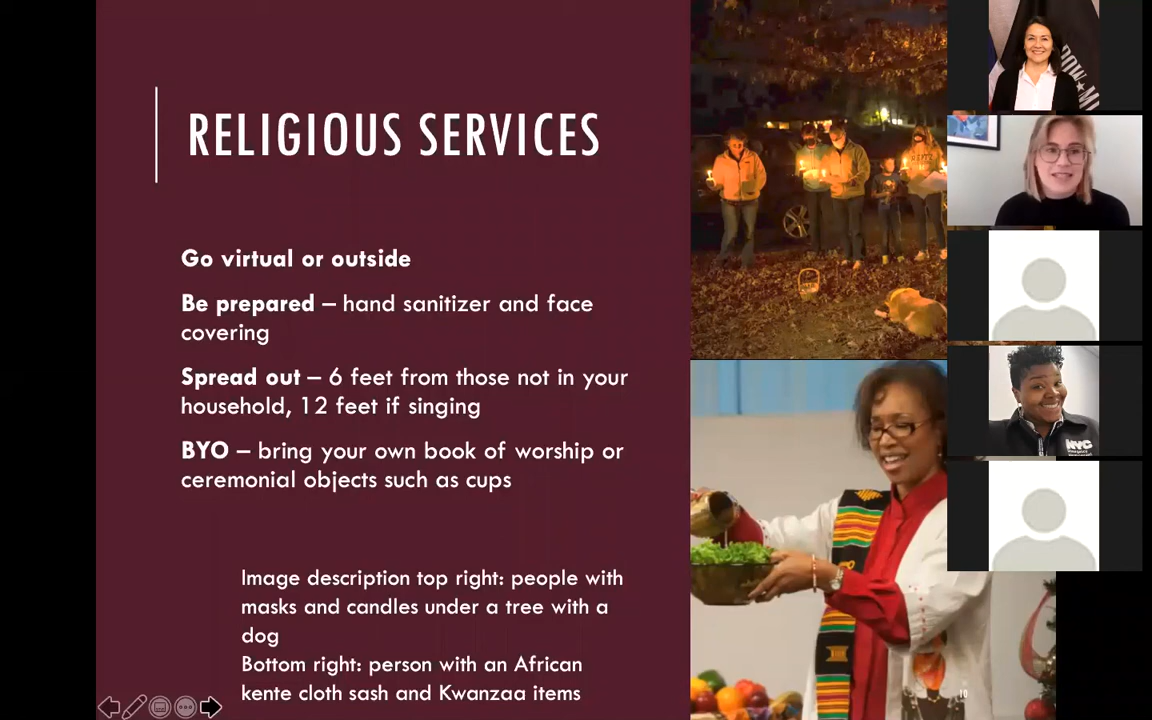 RELIGIOUS SERVICES
Go virtual or outside
Be prepared – hand sanitizer and face
covering
Spread out – 6 feet from those not in your
household, 12 feet if singing
BYO – bring your own book of worship or
ceremonial objects such as cups
Image description top right: people with
masks and candles under a tree with a
dog
Bottom right: person with an African
kente cloth sash and Kwanzaa items
10
NYC